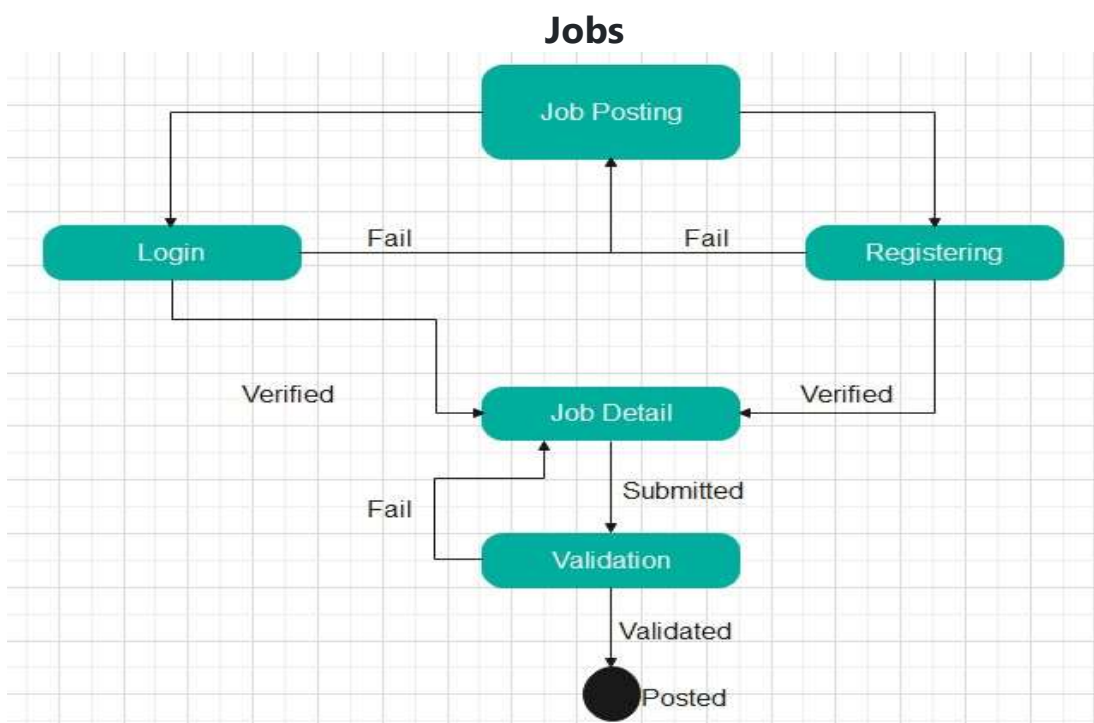 Jobs
Job Posting
Login
Fail
Fail
Registering
Verified
Job Detail
Verified
Fail
Submitted
Validation
Validated
Posted